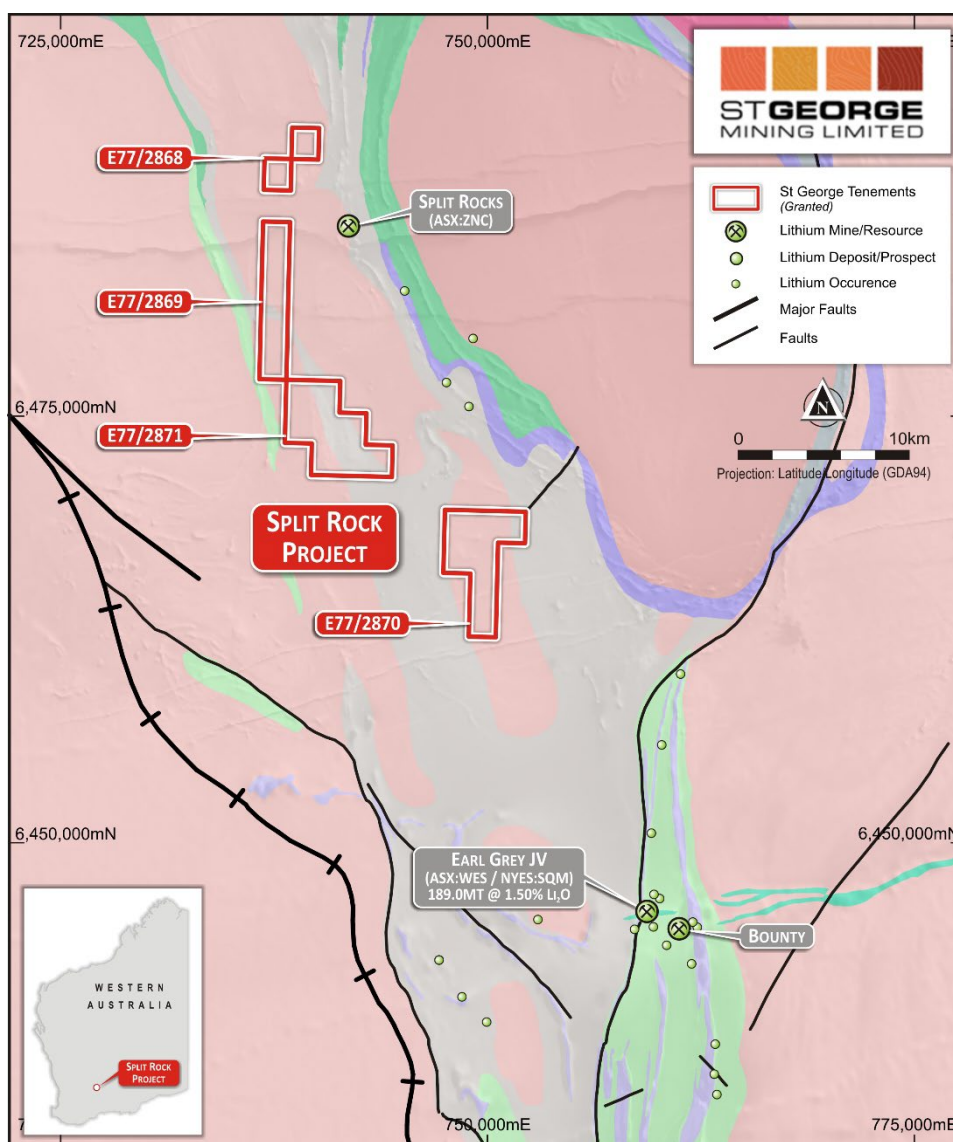 725,000mE
750,000mE
STGEORGE
MINING LIMITED
St George Tenements
(Granted)
Lithium Mine/Resource
Lithium Deposit/Prospect
Lithium Occurence
Major Faults
Faults
E77/2868
SPLIT ROCKS
(ASX:ZNC)
E77/2869
N
6,475,000mN
E77/2871
0 10km
Projection: Latitude Longitude (GDA94)
SPLIT ROCK
PROJECT
E77/2870
6,450,000mN
6,450,000mN
EARL GREY JV
(ASX:WES / NYES:SQM)
189.0MT @ 1.50% LI2O
BOUNTY
WESTERN
AUSTRALIA
SPLIT ROCK
PROJECT
750,000mE
775,000mE